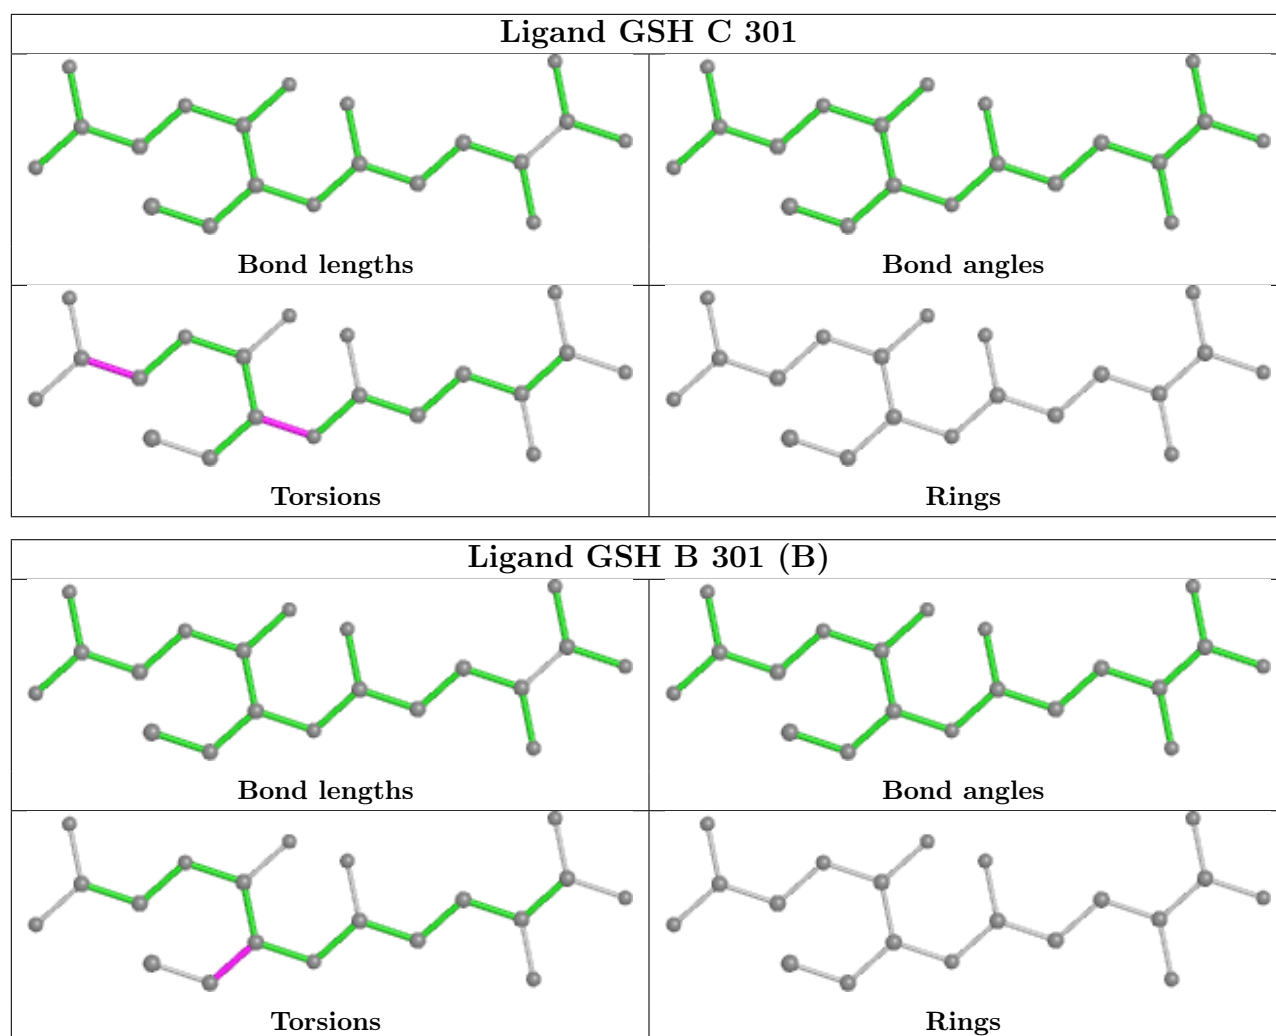 Ligand GSH C 301
Bond lengths
Bond angles
Torsions
Rings
Ligand GSH B 301 (B)
Bond lengths
Bond angles
Torsions
Rings